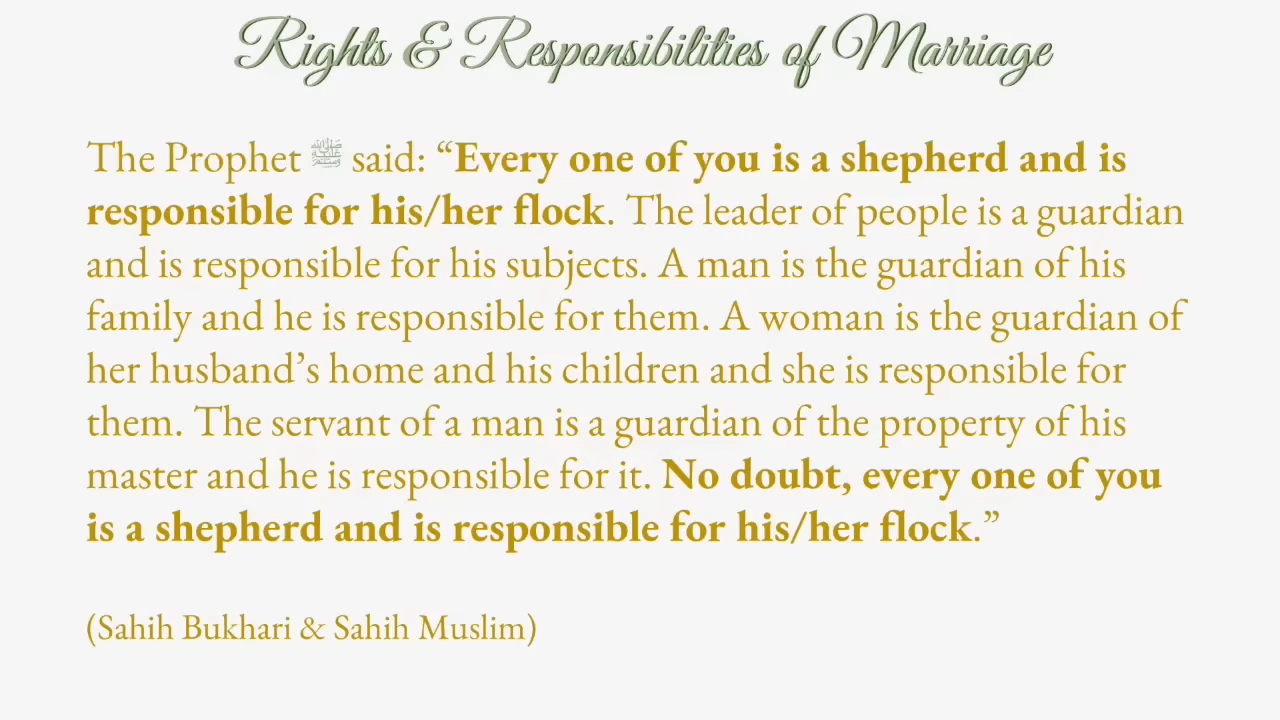 Rights & Responsibilities of Marriage
The Prophet ﷺ said: “Every one of you is a shepherd and is
responsible for his/her flock. The leader of people is a guardian
and is responsible for his subjects. A man is the guardian of his
family and he is responsible for them. A woman is the guardian of
her husband’s home and his children and she is responsible for
them. The servant of a man is a guardian of the property of his
master and he is responsible for it. No doubt, every one of you
is a shepherd and is responsible for his/her flock.”
(Sahih Bukhari & Sahih Muslim)